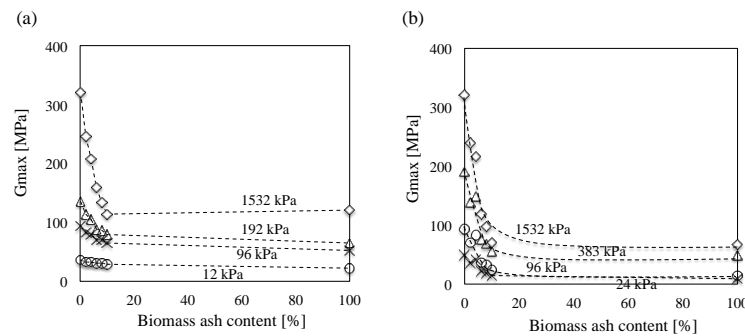 (a)
Gmax [MPa]
400
300
200
100
0
1532 kPa
192 kPa
96 kPa
12 kPa
0 20 40 60 80 100
Biomass ash content [%]
(b)
Gmax [MPa]
400
300
200
100
0
1532 kPa
383 kPa
96 kPa
24 kPa
0 20 40 60 80 100
Biomass ash content [%]